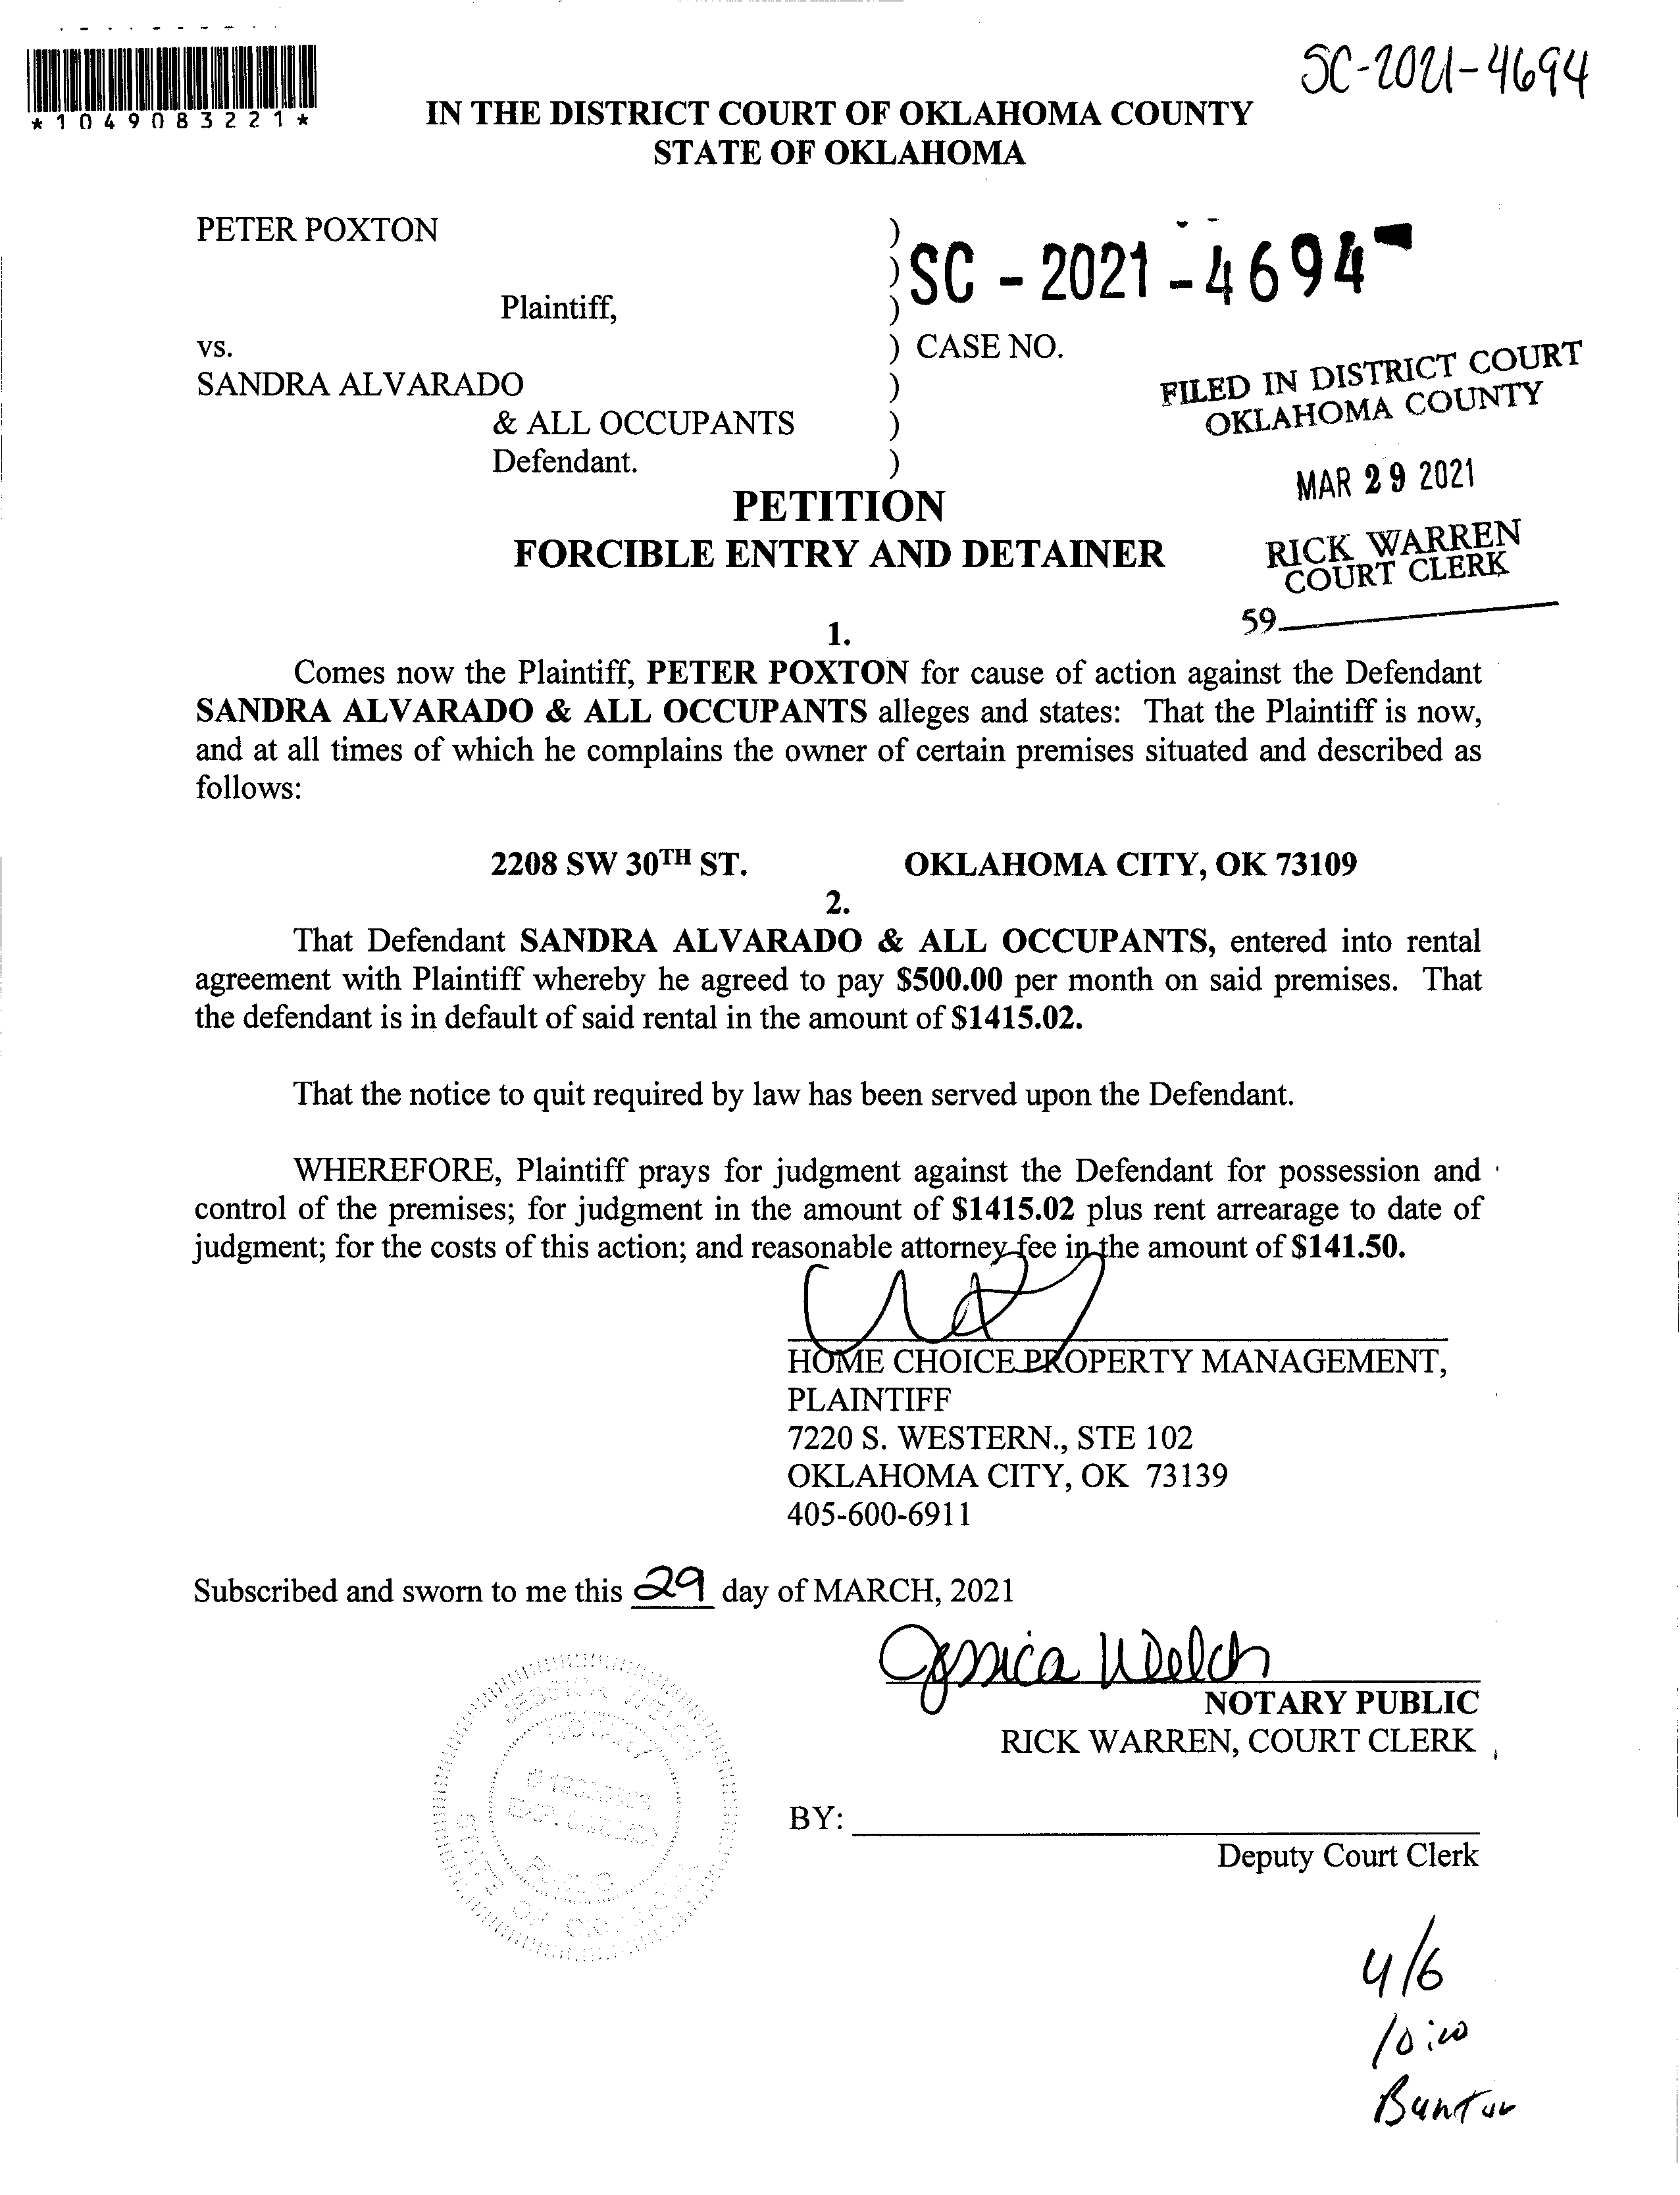 SC-2021-4694
*1049083221*
IN THE DISTRICT COURT OF OKLAHOMA COUNTY
STATE OF OKLAHOMA
PETER POXTON )
) SC - 2021 - 4694
Plaintiff, )
vs. ) CASE NO.
SANDRA ALVARADO )
& ALL OCCUPANTS )
Defendant. )
FILED IN DISTRICT COURT
OKLAHOMA COUNTY
MAR 29 2021
RICK WARREN
COURT CLERK
59
PETITION
FORCIBLE ENTRY AND DETAINER
1.
Comes now the Plaintiff, PETER POXTON for cause of action against the Defendant
SANDRA ALVARADO & ALL OCCUPANTS alleges and states: That the Plaintiff is now,
and at all times of which he complains the owner of certain premises situated and described as
follows:
2208 SW 30TH ST. OKLAHOMA CITY, OK 73109
2.
That Defendant SANDRA ALVARADO & ALL OCCUPANTS, entered into rental
agreement with Plaintiff whereby he agreed to pay $500.00 per month on said premises. That
the defendant is in default of said rental in the amount of $1415.02.
That the notice to quit required by law has been served upon the Defendant.
WHEREFORE, Plaintiff prays for judgment against the Defendant for possession and
control of the premises; for judgment in the amount of $1415.02 plus rent arrearage to date of
judgment; for the costs of this action; and reasonable attorney fee in the amount of $141.50.
HOME CHOICE PROPERTY MANAGEMENT,
PLAINTIFF
7220 S. WESTERN., STE 102
OKLAHOMA CITY, OK 73139
405-600-6911
Subscribed and sworn to me this 29 day of MARCH, 2021
Jessica Welch
NOTARY PUBLIC
RICK WARREN, COURT CLERK
BY:
Deputy Court Clerk
JESSICA WELCH
NOTARY
PUBLIC
STATE OF
4/6
Bunton